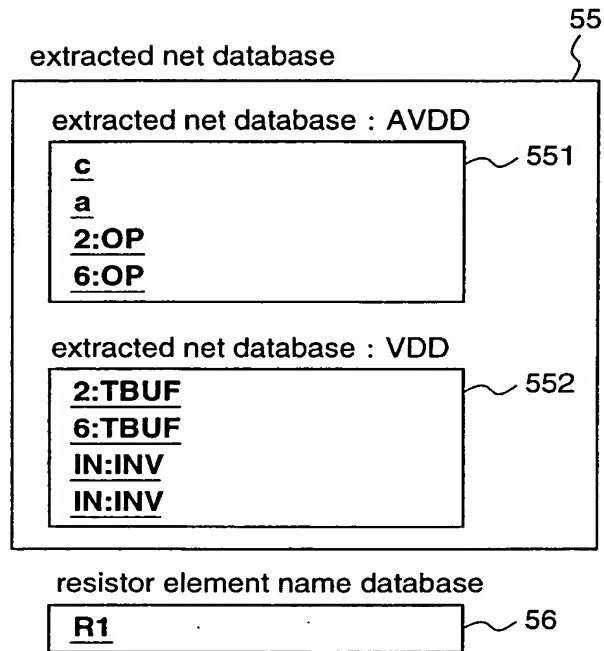 55
extracted net database
extracted net database : AVDD
551
c
a
2:OP
6:OP
extracted net database : VDD
552
2:TBUF
6:TBUF
IN:INV
IN:INV
resistor element name database
R1
56